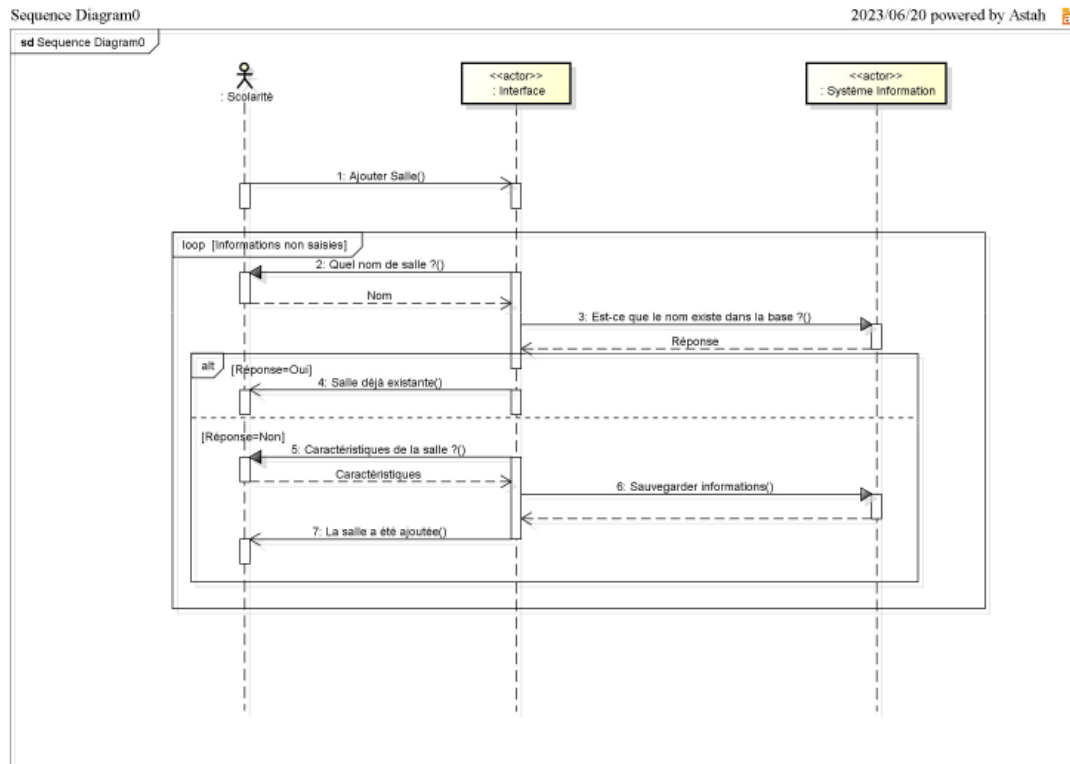 Sequence Diagram0
2023/06/20 powered by Astah
sd Sequence Diagram0
: Scolarité
<<actor>>
: Interface
<<actor>>
: Système Information
1: Ajouter Salle()
loop [Informations non saisies]
2: Quel nom de salle ?()
Nom
3: Est-ce que le nom existe dans la base ?()
Réponse
alt [Réponse=Oui]
4: Salle déjà existante()
[Réponse=Non]
5: Caractéristiques de la salle ?()
Caractéristiques
6: Sauvegarder informations()
7: La salle a été ajoutée()